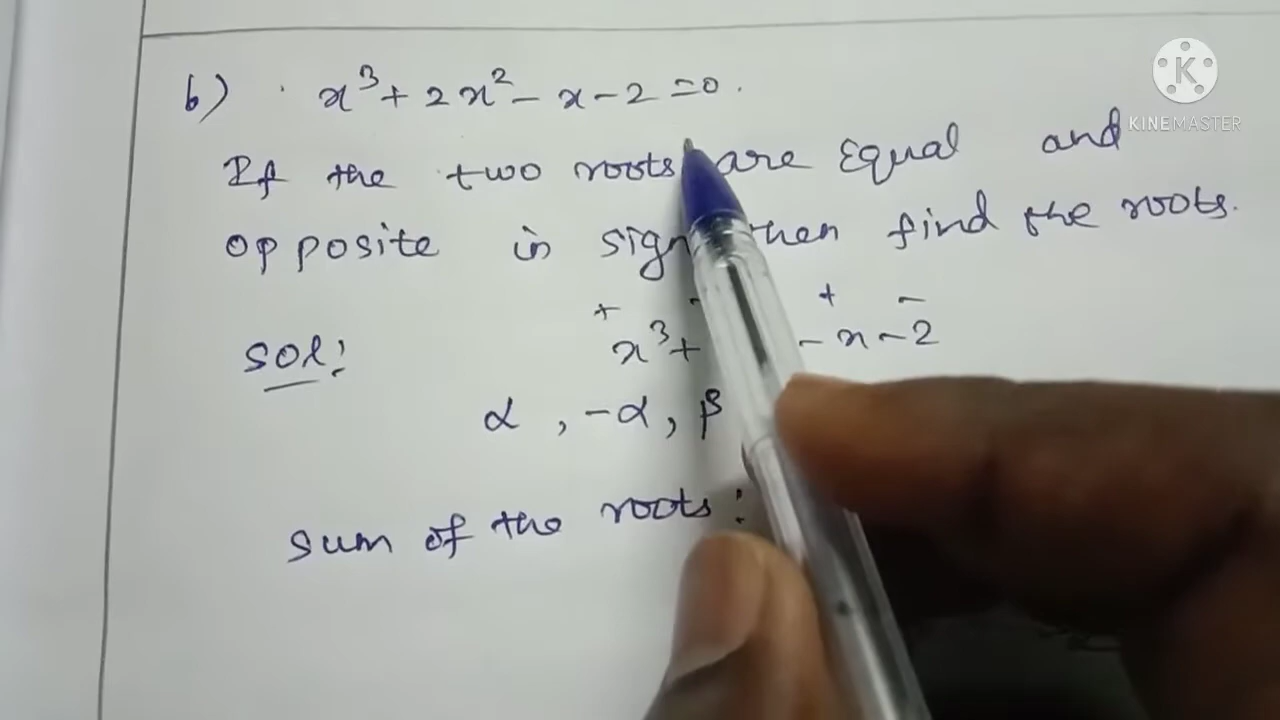 b) x³ + 2x² - x - 2 = 0.
If the two roots are Equal and
opposite in sign then find the roots.
+ - + -
Sol: x³ + - x - 2
α , -α, β
sum of the roots:
K
KINEMASTER